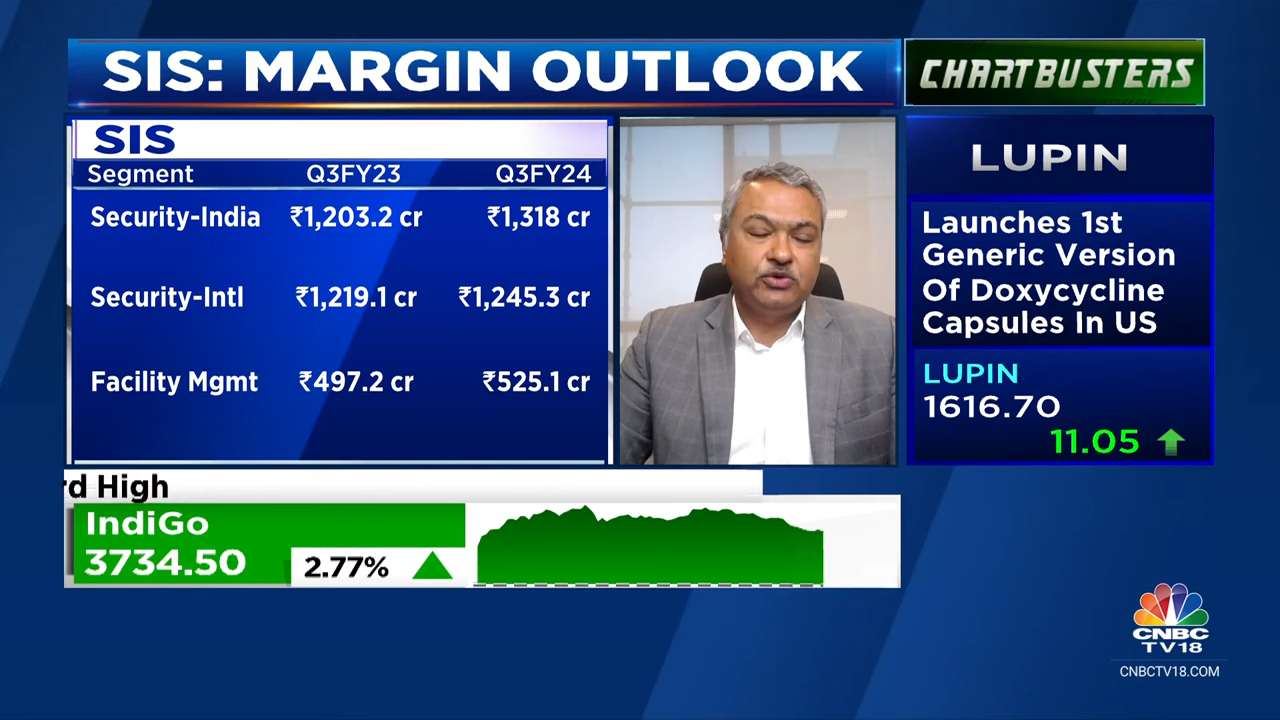 SIS: MARGIN OUTLOOK
CHARTBUSTERS
SIS
Segment Q3FY23 Q3FY24
Security-India ₹1,203.2 cr ₹1,318 cr
Security-Intl ₹1,219.1 cr ₹1,245.3 cr
Facility Mgmt ₹497.2 cr ₹525.1 cr
LUPIN
Launches 1st
Generic Version
Of Doxycycline
Capsules In US
LUPIN
1616.70
11.05
rd High
IndiGo
3734.50
2.77%
CNBC
TV18
CNBCTV18.COM